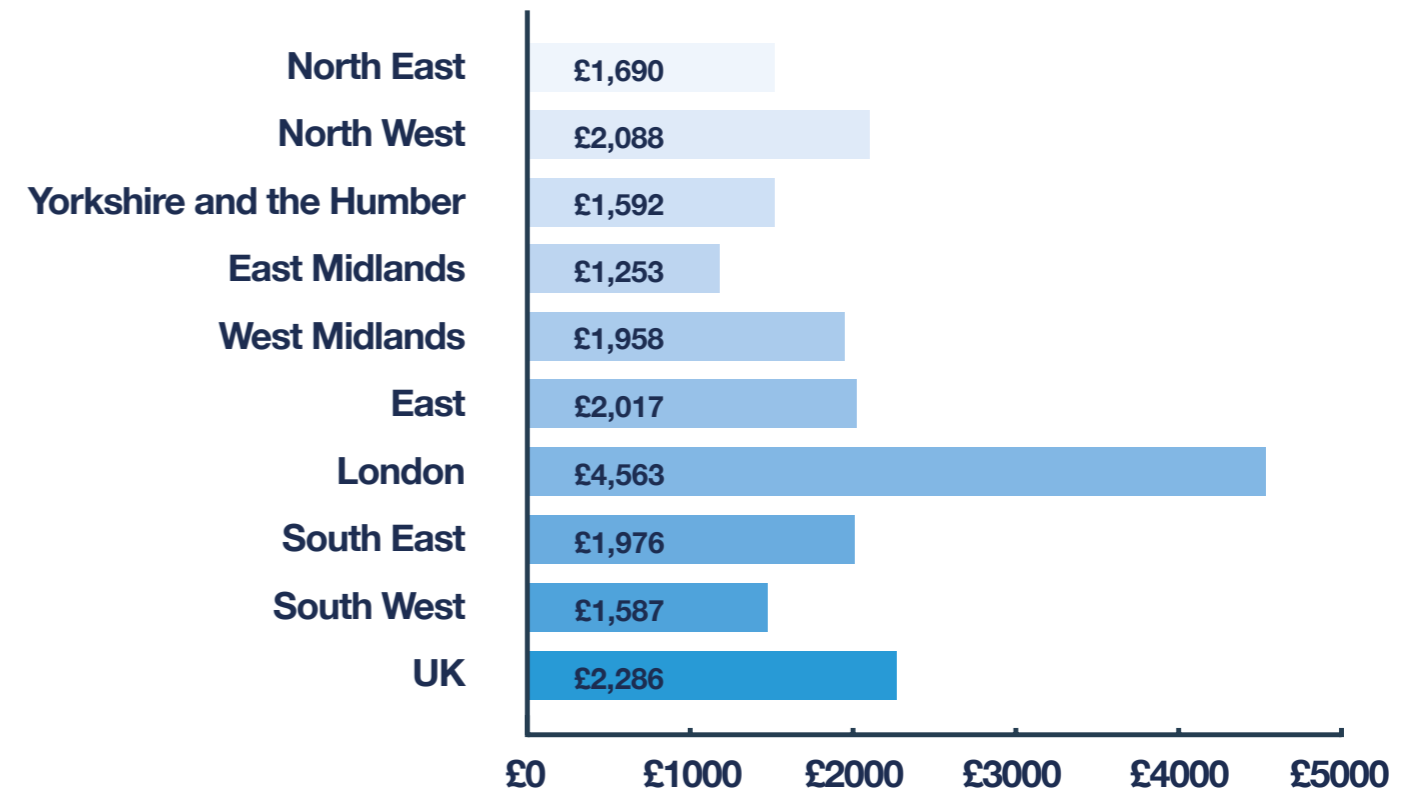 North East £1,690
North West £2,088
Yorkshire and the Humber £1,592
East Midlands £1,253
West Midlands £1,958
East £2,017
London £4,563
South East £1,976
South West £1,587
UK £2,286
£0 £1000 £2000 £3000 £4000 £5000